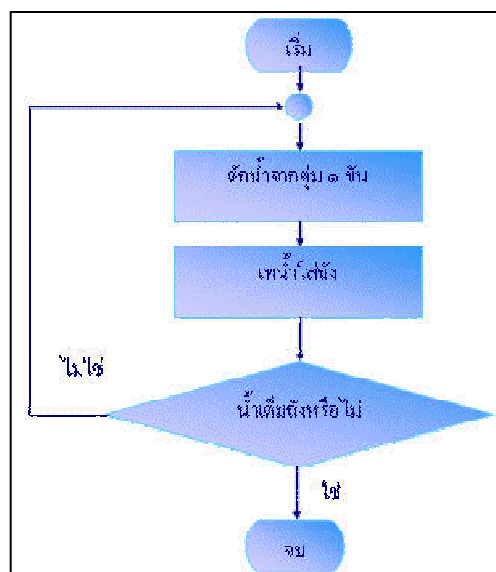 เริ่ม
ตักน้ำจากตุ่ม ๑ ขัน
เทน้ำใส่ถัง
ไม่ใช่
น้ำเต็มถังหรือไม่
ใช่
จบ